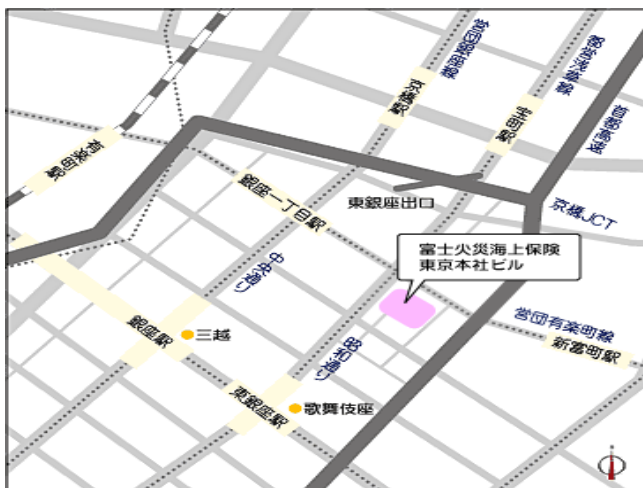 営団銀座線
都営浅草線
京橋駅
宝町駅
首都高速
有楽町駅
東銀座出口
京橋JCT
銀座一丁目駅
富士火災海上保険
東京本社ビル
中央通り
営団有楽町線
新富町駅
銀座駅
三越
昭和通り
東銀座駅
歌舞伎座